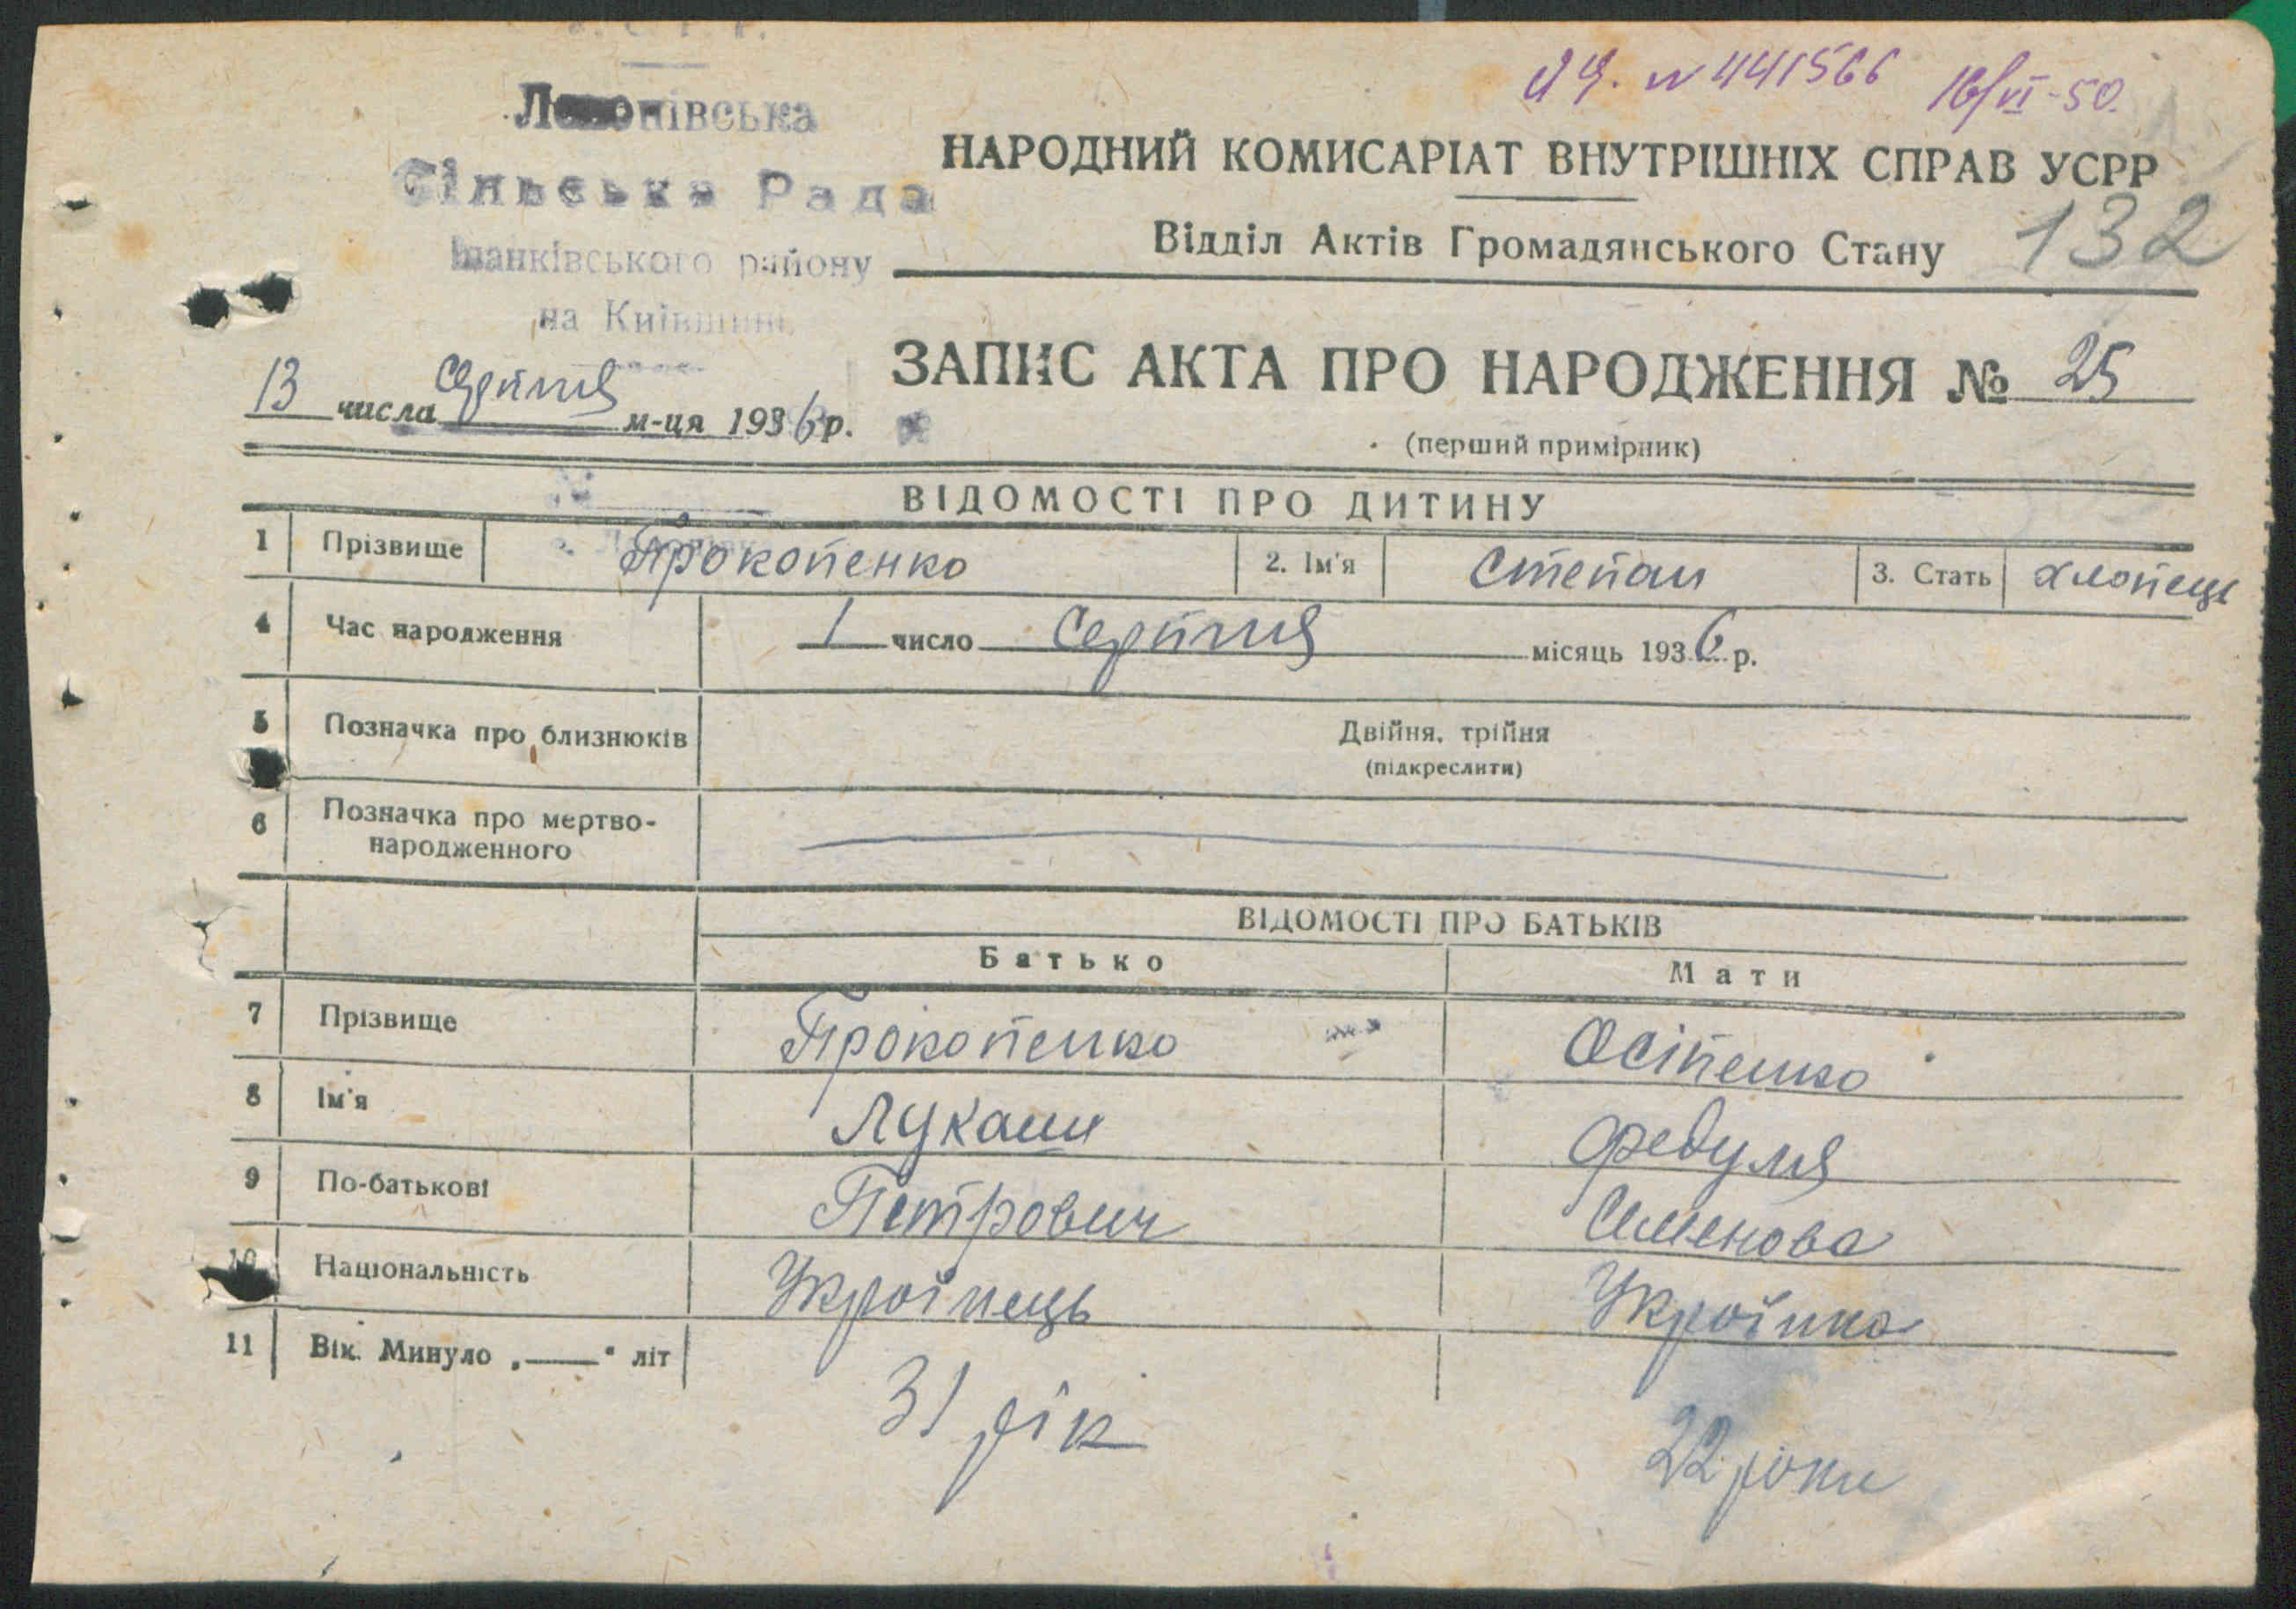 ЯЯ. N 441566 16/VI-50.
Сільська Рада
Іванківського району
на Київщині
НАРОДНИЙ КОМИСАРІАТ ВНУТРІШНІХ СПРАВ УСРР
Відділ Актів Громадянського Стану 132
13 числа Серпня м-ця 1936 р.
ЗАПИС АКТА ПРО НАРОДЖЕННЯ № 25
(перший примірник)
ВІДОМОСТІ ПРО ДИТИНУ
1 Прізвище Прокопенко 2. Ім'я Степан 3. Стать хлопець
4 Час народження 1 число Серпня місяць 1936 р.
5 Позначка про близнюків Двійня, трійня
(підкреслити)
6 Позначка про мертво-
народженного
ВІДОМОСТІ ПРО БАТЬКІВ
Батько Мати
7 Прізвище Прокопенко Осіпенко
8 Ім'я Лукаш Федуля
9 По-батькові Петрович Семенова
10 Національність Українець Українка
11 Вік. Минуло „——" літ
31 рік 22 роки